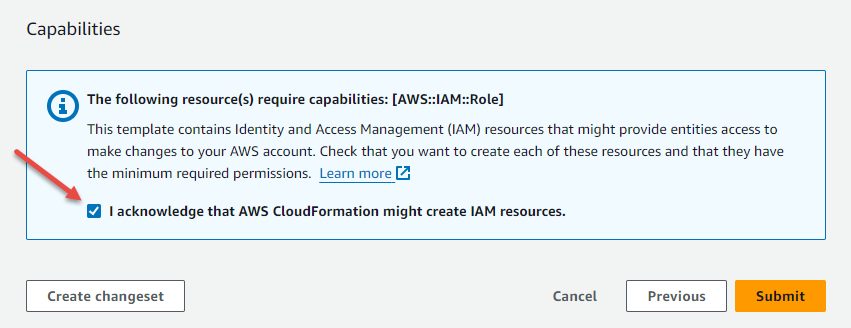 Capabilities
The following resource(s) require capabilities: [AWS::IAM::Role]
This template contains Identity and Access Management (IAM) resources that might provide entities access to
make changes to your AWS account. Check that you want to create each of these resources and that they have
the minimum required permissions. Learn more
I acknowledge that AWS CloudFormation might create IAM resources.
Create changeset Cancel Previous Submit